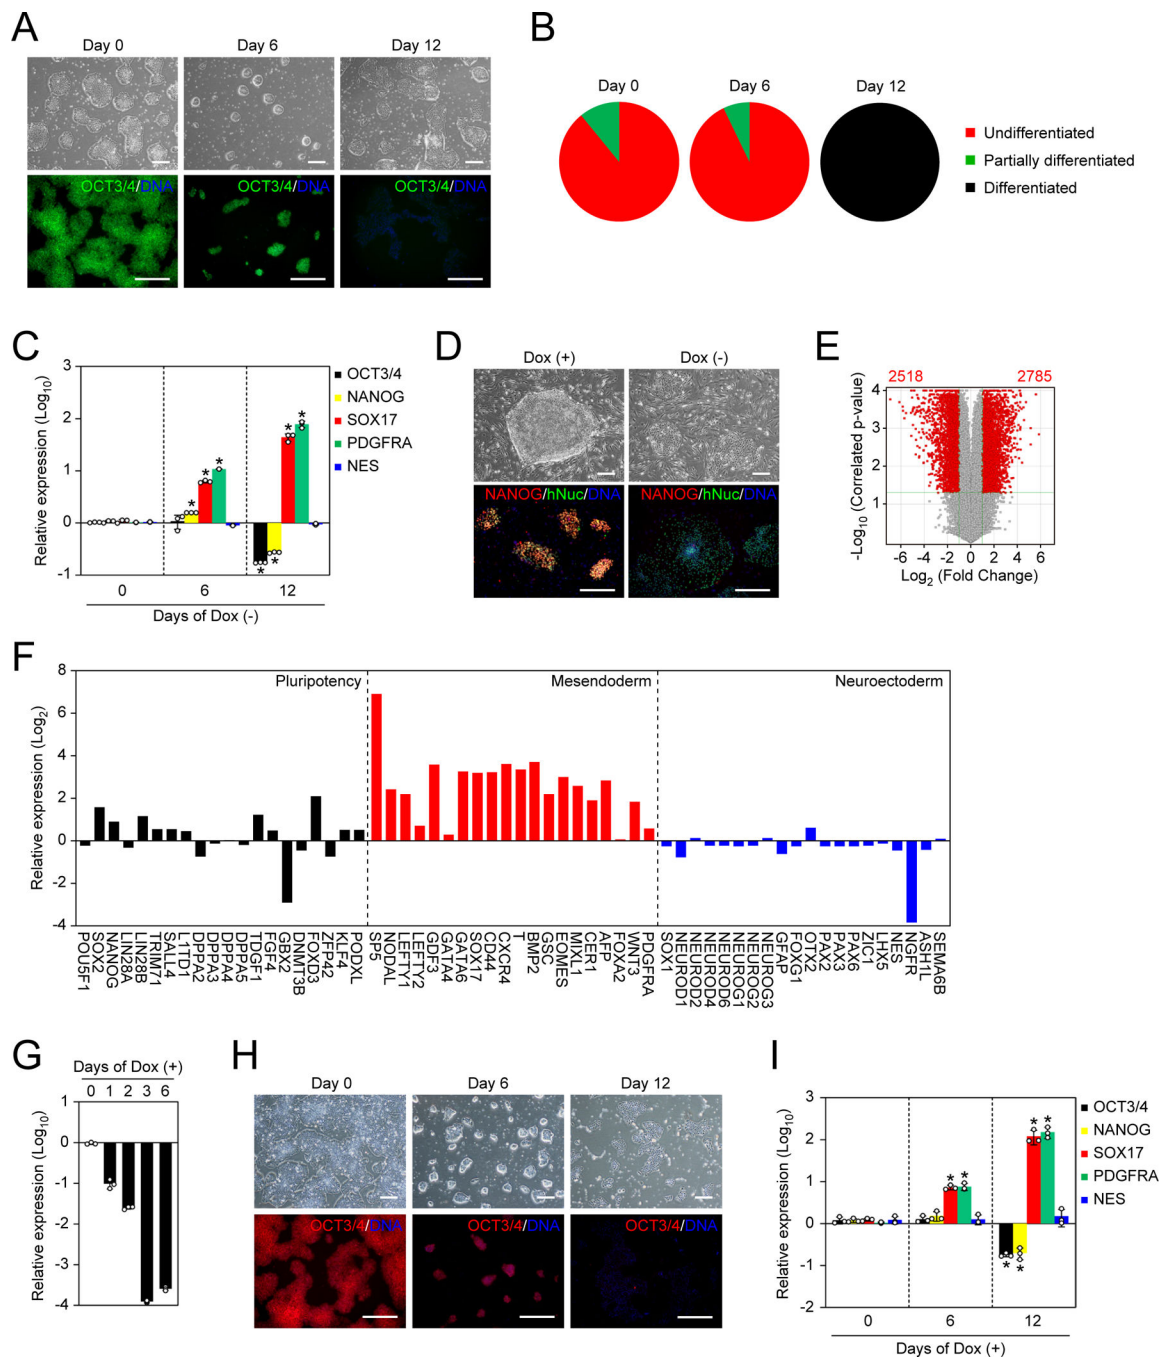 A
Day 0
Day 6
Day 12
OCT3/4/DNA
OCT3/4/DNA
OCT3/4/DNA
B
Day 0
Day 6
Day 12
Undifferentiated
Partially differentiated
Differentiated
C
Relative expression (Log10)
3
2
1
0
-1
0
6
12
Days of Dox (-)
OCT3/4
NANOG
SOX17
PDGFRA
NES
* * * * * * *
D
Dox (+)
Dox (-)
NANOG/hNuc/DNA
NANOG/hNuc/DNA
E
2518
2785
-Log10 (Correlated p-value)
4
3
2
1
-6 -4 -2 0 2 4 6
Log2 (Fold Change)
F
Relative expression (Log2)
8
6
4
2
0
-2
-4
Pluripotency
Mesendoderm
Neuroectoderm
POU5F1
SOX2
NANOG
LIN28A
LIN28B
TRIM71
SALL4
L1TD1
DPPA2
DPPA3
DPPA4
DPPA5
TDGF1
FGF4
GBX2
DNMT3B
FOXD3
ZFP42
KLF4
PODXL
SP5
NODAL
LEFTY1
LEFTY2
GDF3
GATA4
GATA6
SOX17
CD44
CXCR4
T
BMP2
GSC
EOMES
MIXL1
CER1
AFP
FOXA2
WNT3
PDGFRA
SOX1
NEUROD1
NEUROD2
NEUROD4
NEUROD6
NEUROG1
NEUROG2
NEUROG3
GFAP
FOXG1
OTX2
PAX2
PAX3
PAX6
ZIC1
LHX5
NES
NGFR
ASH1L
SEMA6B
G
Days of Dox (+)
0 1 2 3 6
Relative expression (Log10)
1
0
-1
-2
-3
-4
H
Day 0
Day 6
Day 12
OCT3/4/DNA
OCT3/4/DNA
OCT3/4/DNA
I
Relative expression (Log10)
3
2
1
0
-1
-2
0
6
12
Days of Dox (+)
OCT3/4
NANOG
SOX17
PDGFRA
NES
* * * * * *